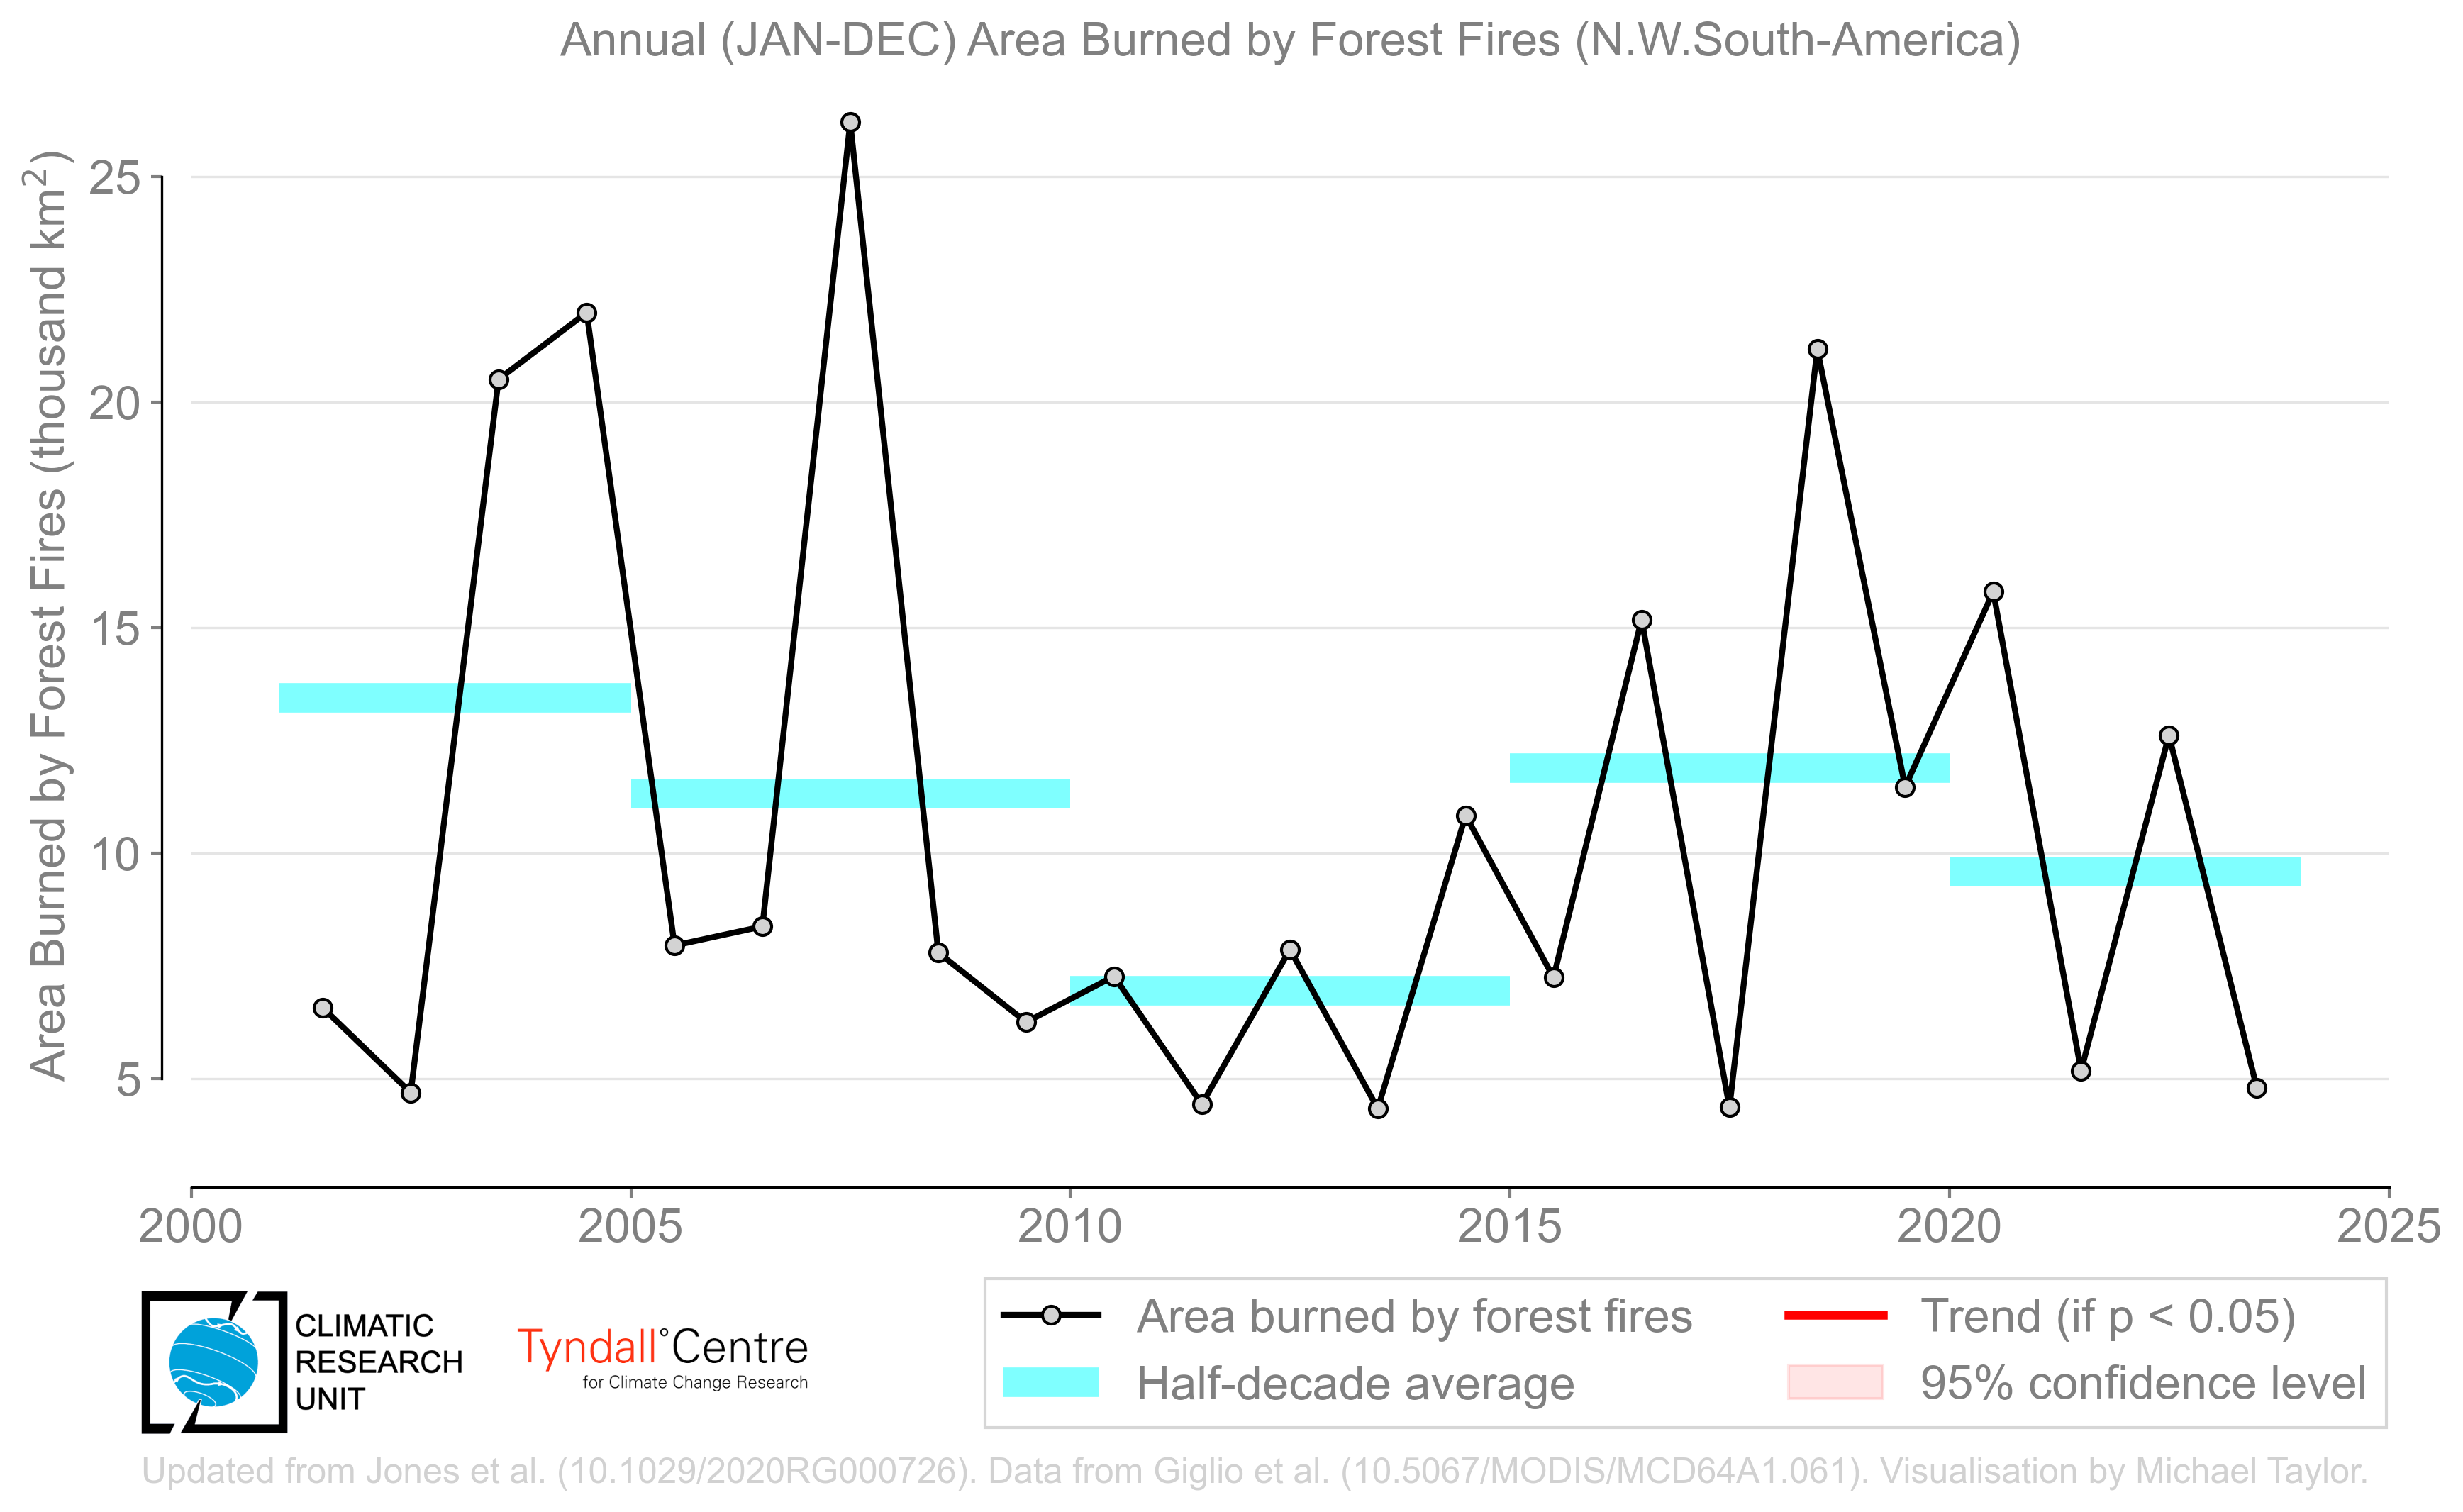 Annual (JAN-DEC) Area Burned by Forest Fires (N.W.South-America)
Area Burned by Forest Fires (thousand km²)
25
20
15
10
5
2000 2005 2010 2015 2020 2025
CLIMATIC
RESEARCH
UNIT
Tyndall°Centre
for Climate Change Research
Area burned by forest fires
Half-decade average
Trend (if p < 0.05)
95% confidence level
Updated from Jones et al. (10.1029/2020RG000726). Data from Giglio et al. (10.5067/MODIS/MCD64A1.061). Visualisation by Michael Taylor.